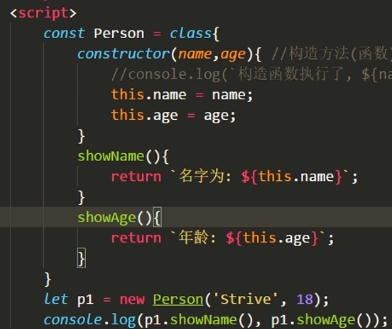 <script>
const Person = class{
constructor(name,age){ //构造方法(函数)
//console.log(`构造函数执行了, ${na
this.name = name;
this.age = age;
}
showName(){
return `名字为: ${this.name}`;
}
showAge(){
return `年龄: ${this.age}`;
}
}
let p1 = new Person('Strive', 18);
console.log(p1.showName(), p1.showAge());